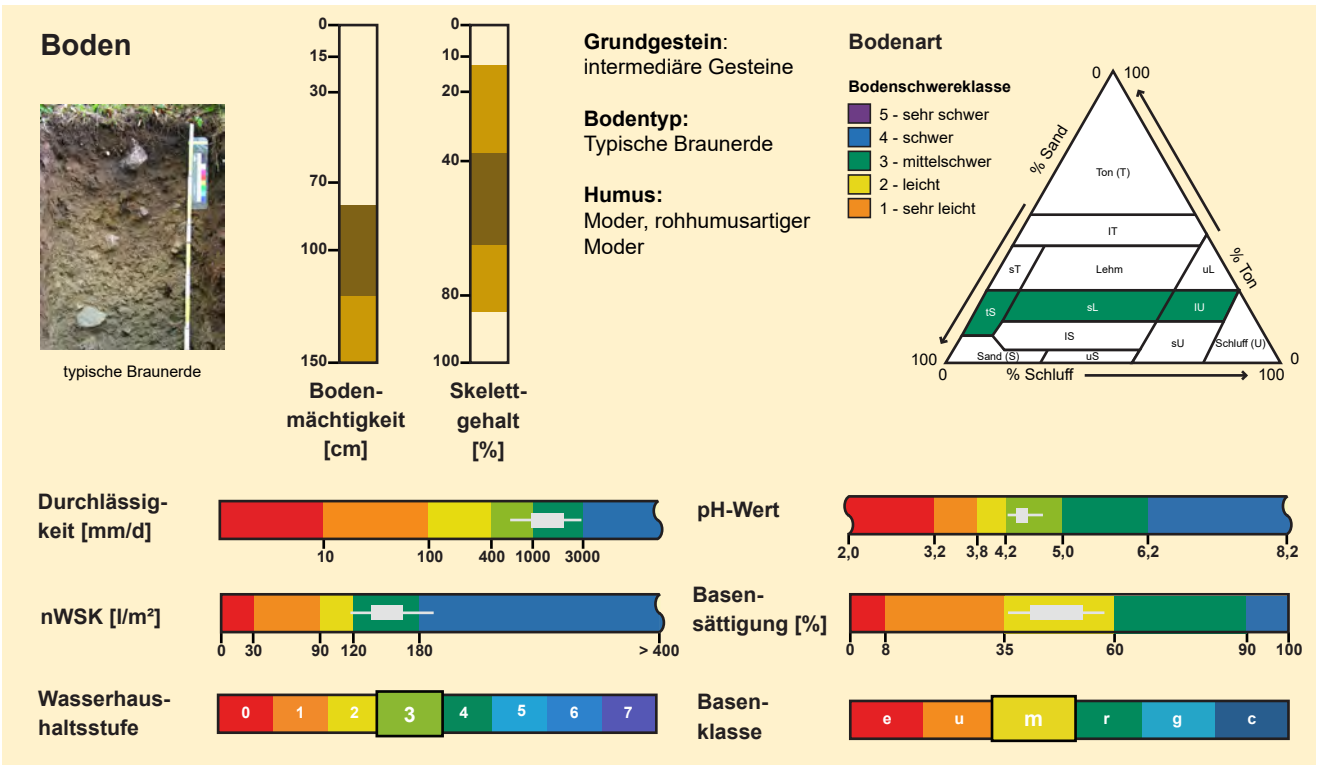 Boden
typische Braunerde
0
15
30
70
100
150
Boden-
mächtigkeit
[cm]
0
10
20
40
80
100
Skelett-
gehalt
[%]
Grundgestein:
intermediäre Gesteine
Bodentyp:
Typische Braunerde
Humus:
Moder, rohhumusartiger
Moder
Bodenart
Bodenschwereklasse
5 - sehr schwer
4 - schwer
3 - mittelschwer
2 - leicht
1 - sehr leicht
0 100
% Sand
% Ton
Ton (T)
lT
sT Lehm uL
tS sL lU
lS sU Schluff (U)
Sand (S) uS
100 0
0 % Schluff 100
Durchlässig-
keit [mm/d]
10 100 400 1000 3000
nWSK [l/m²]
0 30 90 120 180 > 400
Wasserhaus-
haltsstufe
0 1 2 3 4 5 6 7
pH-Wert
2,0 3,2 3,8 4,2 5,0 6,2 8,2
Basen-
sättigung [%]
0 8 35 60 90 100
Basen-
klasse
e u m r g c